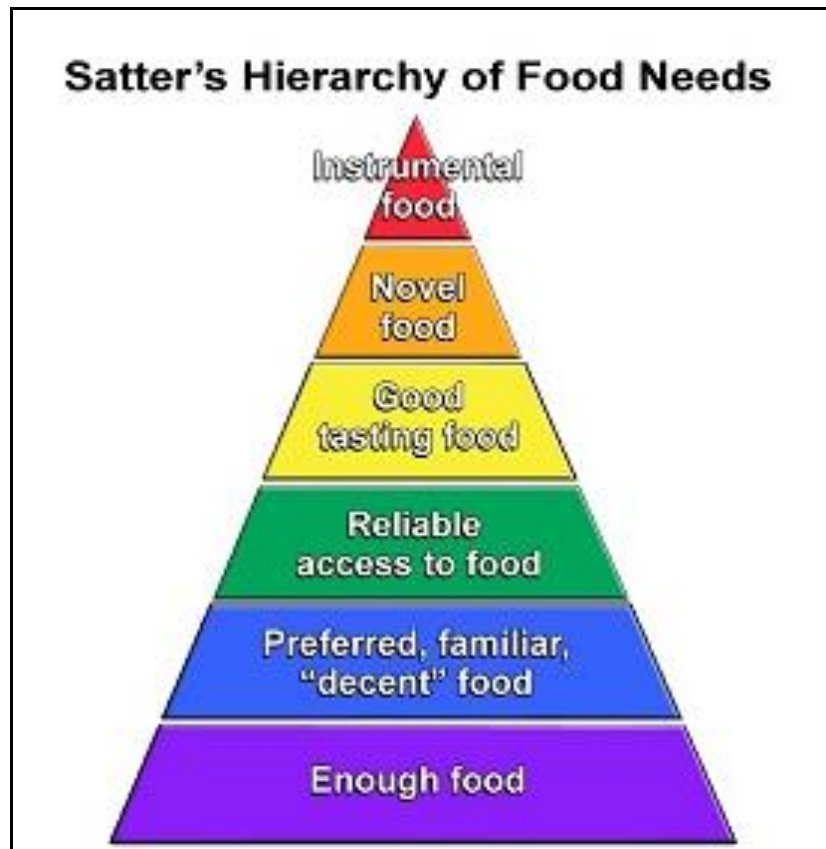 Satter's Hierarchy of Food Needs
Instrumental
food
Novel
food
Good
tasting food
Reliable
access to food
Preferred, familiar,
“decent” food
Enough food